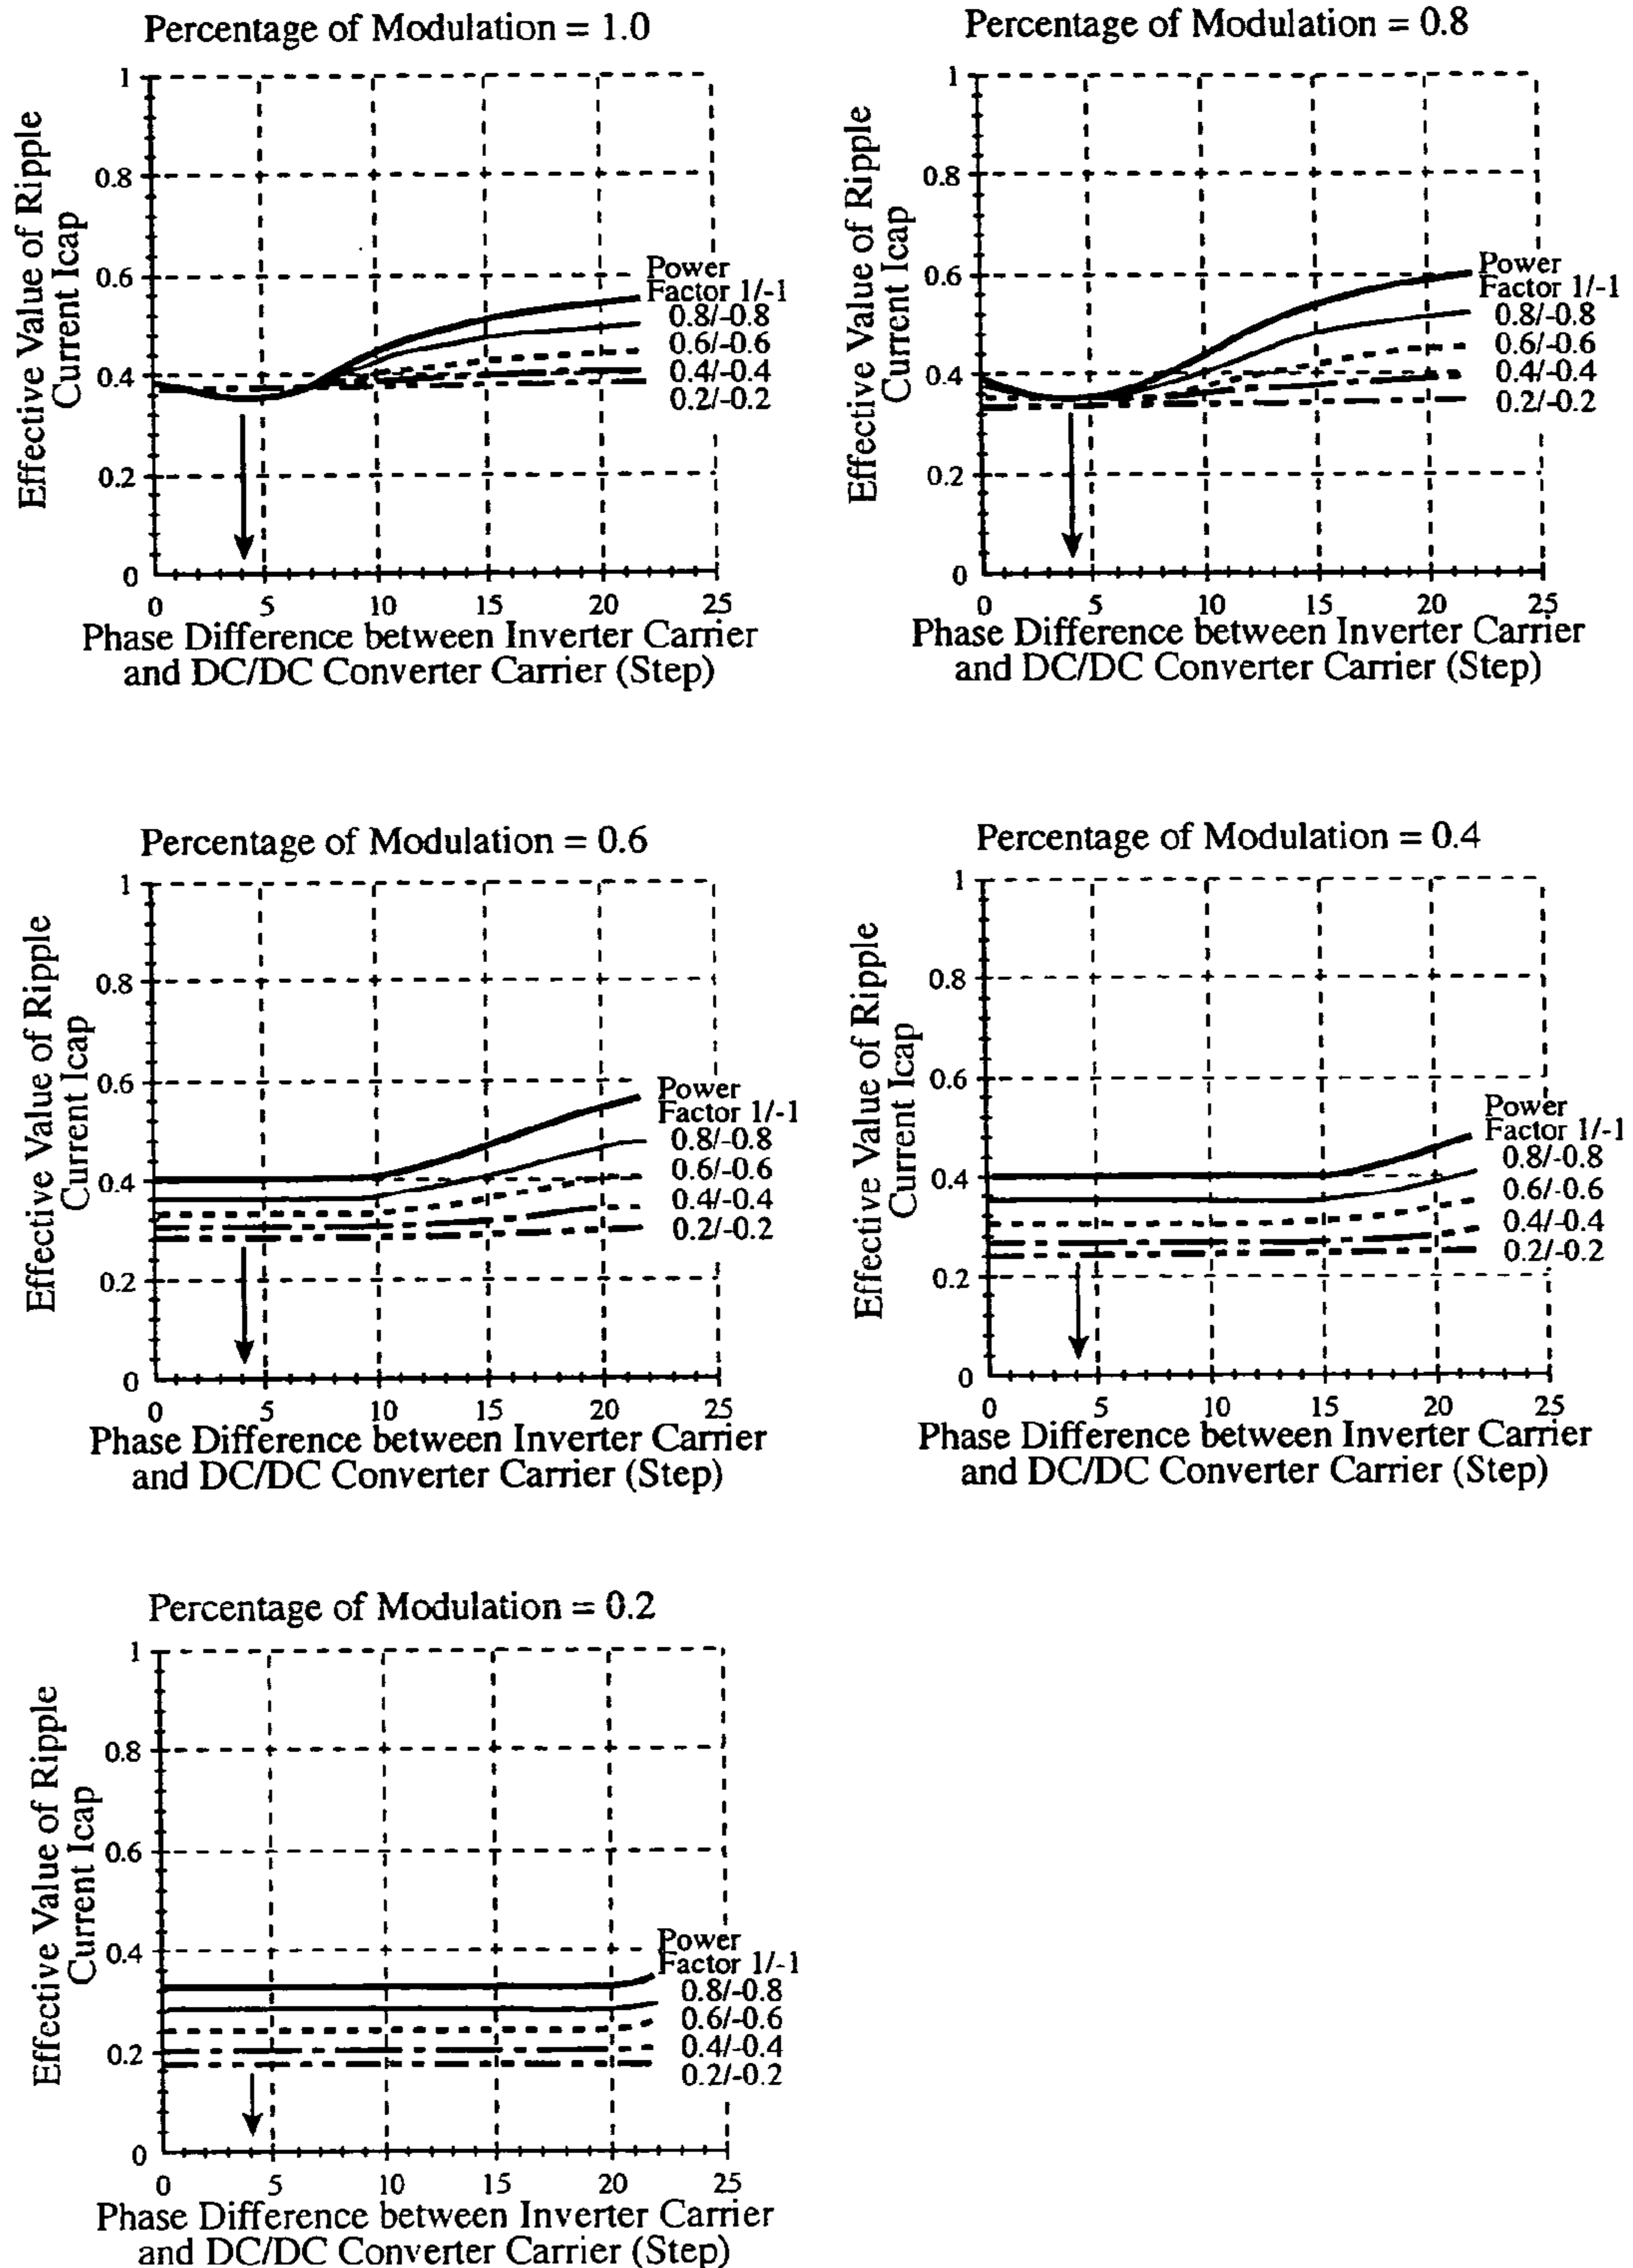 Percentage of Modulation = 1.0
Effective Value of Ripple
Current Icap
1
0.8
0.6
0.4
0.2
0
0 5 10 15 20 25
Power
Factor 1/-1
0.8/-0.8
0.6/-0.6
0.4/-0.4
0.2/-0.2
Phase Difference between Inverter Carrier
and DC/DC Converter Carrier (Step)
Percentage of Modulation = 0.8
Effective Value of Ripple
Current Icap
1
0.8
0.6
0.4
0.2
0
0 5 10 15 20 25
Power
Factor 1/-1
0.8/-0.8
0.6/-0.6
0.4/-0.4
0.2/-0.2
Phase Difference between Inverter Carrier
and DC/DC Converter Carrier (Step)
Percentage of Modulation = 0.6
Effective Value of Ripple
Current Icap
1
0.8
0.6
0.4
0.2
0
0 5 10 15 20 25
Power
Factor 1/-1
0.8/-0.8
0.6/-0.6
0.4/-0.4
0.2/-0.2
Phase Difference between Inverter Carrier
and DC/DC Converter Carrier (Step)
Percentage of Modulation = 0.4
Effective Value of Ripple
Current Icap
1
0.8
0.6
0.4
0.2
0
0 5 10 15 20 25
Power
Factor 1/-1
0.8/-0.8
0.6/-0.6
0.4/-0.4
0.2/-0.2
Phase Difference between Inverter Carrier
and DC/DC Converter Carrier (Step)
Percentage of Modulation = 0.2
Effective Value of Ripple
Current Icap
1
0.8
0.6
0.4
0.2
0
0 5 10 15 20 25
Power
Factor 1/-1
0.8/-0.8
0.6/-0.6
0.4/-0.4
0.2/-0.2
Phase Difference between Inverter Carrier
and DC/DC Converter Carrier (Step)